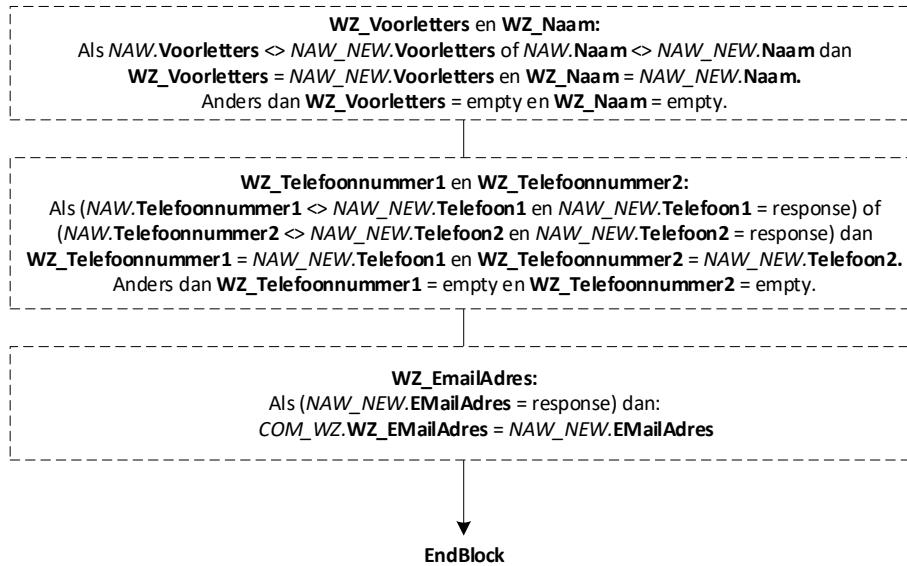 WZ_Voorletters en WZ_Naam:
Als NAW.Voorletters <> NAW_NEW.Voorletters of NAW.Naam <> NAW_NEW.Naam dan
WZ_Voorletters = NAW_NEW.Voorletters en WZ_Naam = NAW_NEW.Naam.
Anders dan WZ_Voorletters = empty en WZ_Naam = empty.
WZ_Telefoonnummer1 en WZ_Telefoonnummer2:
Als (NAW.Telefoonnummer1 <> NAW_NEW.Telefoon1 en NAW_NEW.Telefoon1 = response) of
(NAW.Telefoonnummer2 <> NAW_NEW.Telefoon2 en NAW_NEW.Telefoon2 = response) dan
WZ_Telefoonnummer1 = NAW_NEW.Telefoon1 en WZ_Telefoonnummer2 = NAW_NEW.Telefoon2.
Anders dan WZ_Telefoonnummer1 = empty en WZ_Telefoonnummer2 = empty.
WZ_EmailAdres:
Als (NAW_NEW.EMailAdres = response) dan:
COM_WZ.WZ_EMailAdres = NAW_NEW.EMailAdres
EndBlock